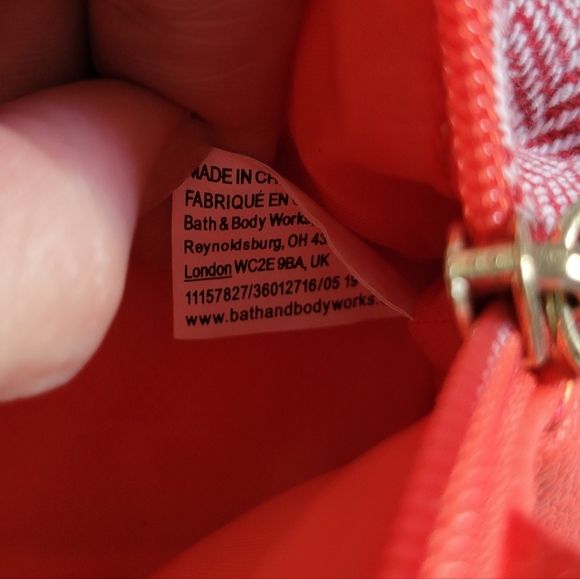 MADE IN CH
FABRIQUÉ EN
Bath & Body Works
Reynoldsburg, OH 43
London WC2E 9BA, UK
11157827/36012716/05 19
www.bathandbodyworks.